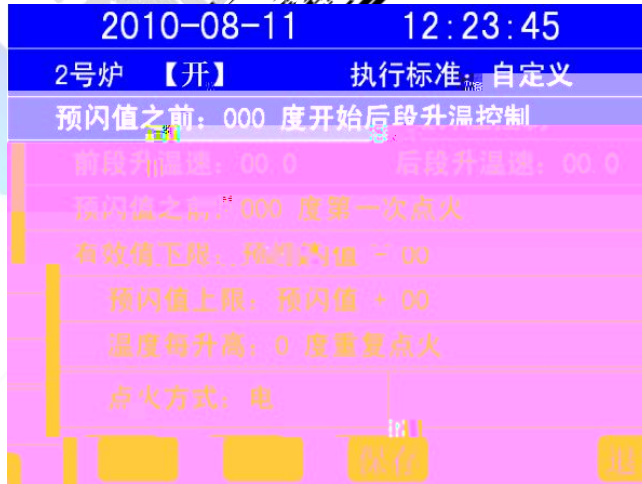 2010-08-11 12:23:45
2号炉 【开】 执行标准: 自定义
预闪值之前: 000 度开始后段升温控制
前段升温速: 00.0 后段升温速: 00.0
预闪值之前: 000 度第一次点火
有效值下限: 预闪值 - 00
预闪值上限: 预闪值 + 00
温度每升高: 0 度重复点火
点火方式: 电
保存